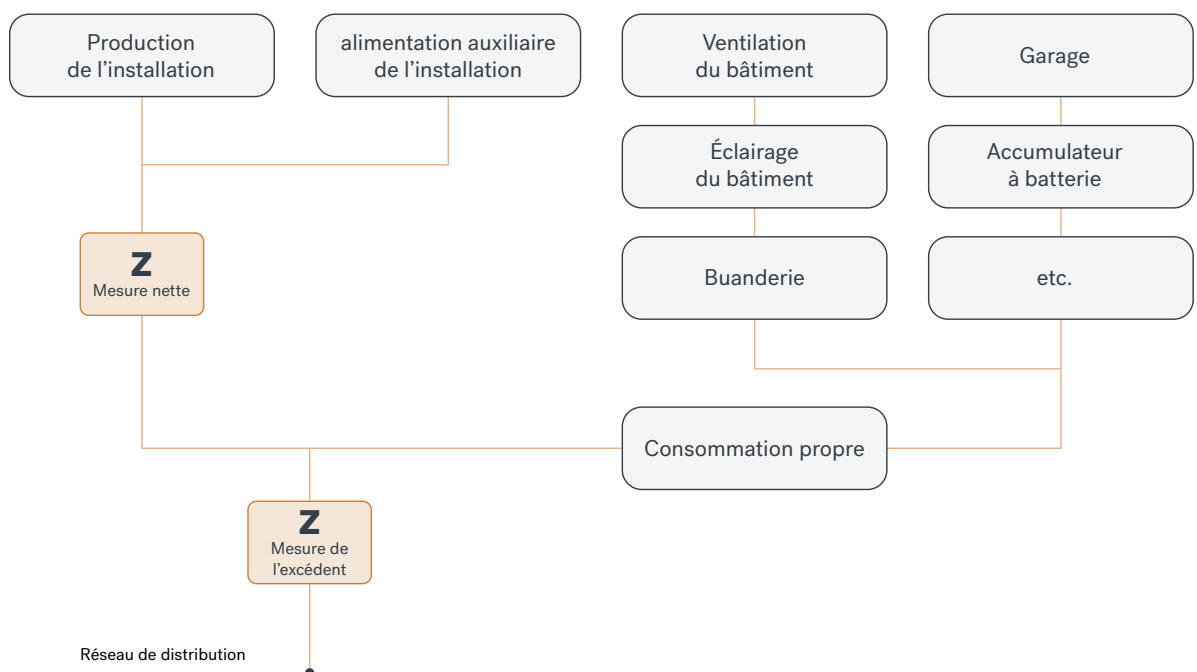 Production
de l'installation
alimentation auxiliaire
de l'installation
Ventilation
du bâtiment
Garage
Éclairage
du bâtiment
Accumulateur
à batterie
Z
Mesure nette
Buanderie
etc.
Consommation propre
Z
Mesure de
l'excédent
Réseau de distribution